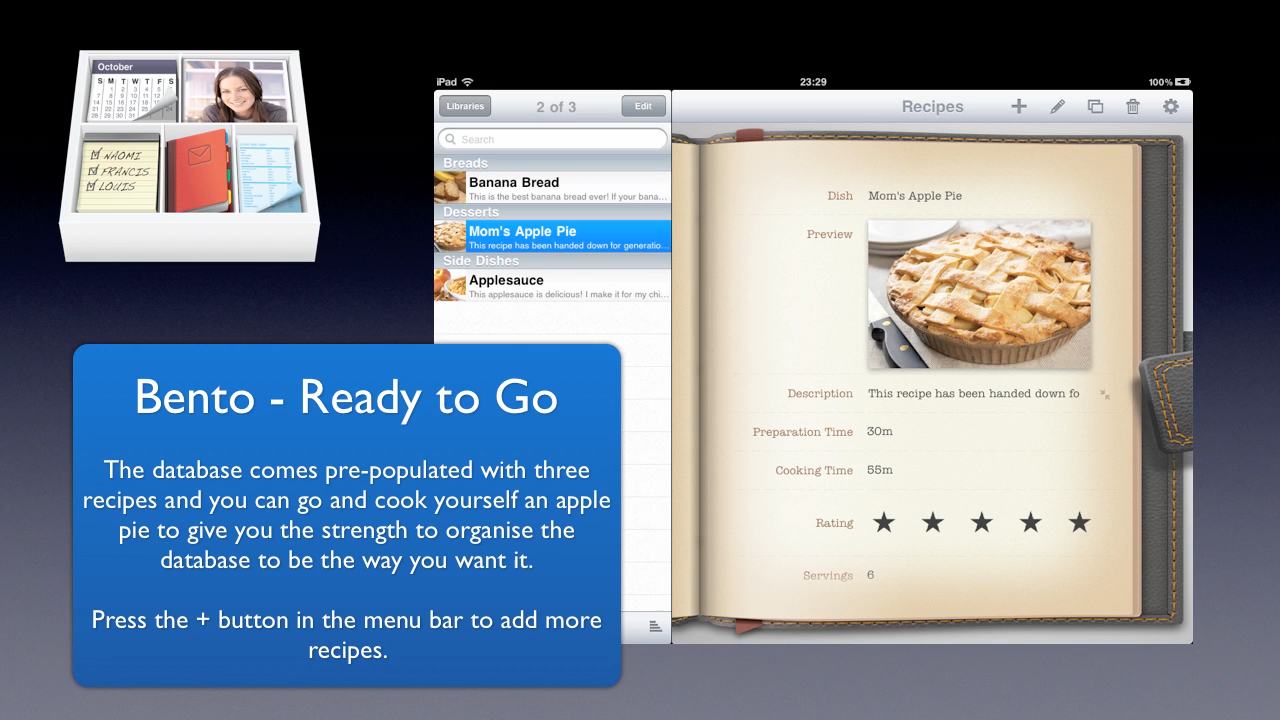 October
S M T W T F S
NAOMI
FRANCIS
LOUIS
iPad
23:29
100%
Libraries
2 of 3
Edit
Recipes
Search
Breads
Banana Bread
This is the best banana bread ever! If your bana...
Desserts
Mom's Apple Pie
This recipe has been handed down for generatio...
Side Dishes
Applesauce
This applesauce is delicious! I make it for my chi...
Dish Mom's Apple Pie
Preview
Description This recipe has been handed down fo
Preparation Time 30m
Cooking Time 55m
Rating ★ ★ ★ ★ ★
Servings 6
Bento - Ready to Go
The database comes pre-populated with three
recipes and you can go and cook yourself an apple
pie to give you the strength to organise the
database to be the way you want it.
Press the + button in the menu bar to add more
recipes.